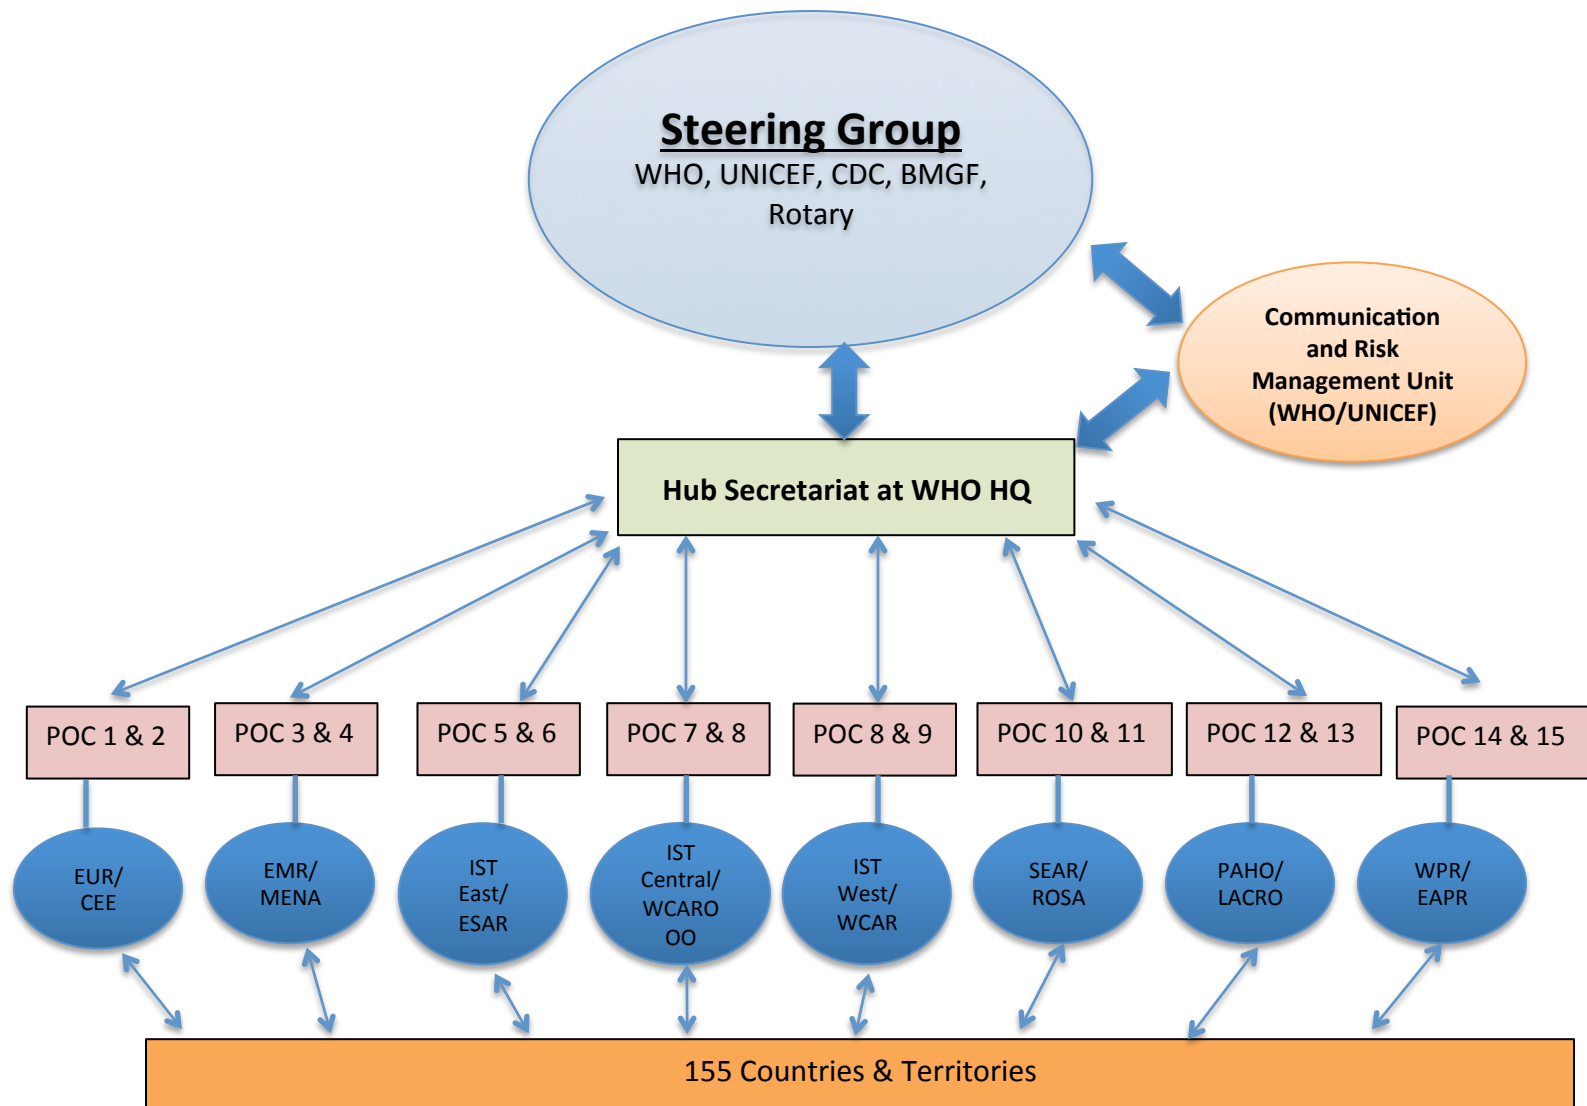 Steering Group
WHO, UNICEF, CDC, BMGF,
Rotary
Communication
and Risk
Management Unit
(WHO/UNICEF)
Hub Secretariat at WHO HQ
POC 1 & 2
POC 3 & 4
POC 5 & 6
POC 7 & 8
POC 8 & 9
POC 10 & 11
POC 12 & 13
POC 14 & 15
EUR/
CEE
EMR/
MENA
IST
East/
ESAR
IST
Central/
WCARO
OO
IST
West/
WCAR
SEAR/
ROSA
PAHO/
LACRO
WPR/
EAPR
155 Countries & Territories